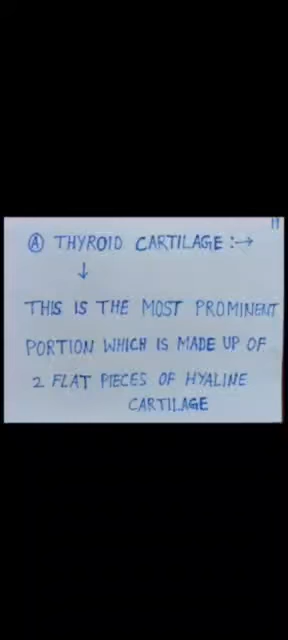 11
Ⓐ THYROID CARTILAGE :→
↓
THIS IS THE MOST PROMINENT
PORTION WHICH IS MADE UP OF
2 FLAT PIECES OF HYALINE
CARTILAGE